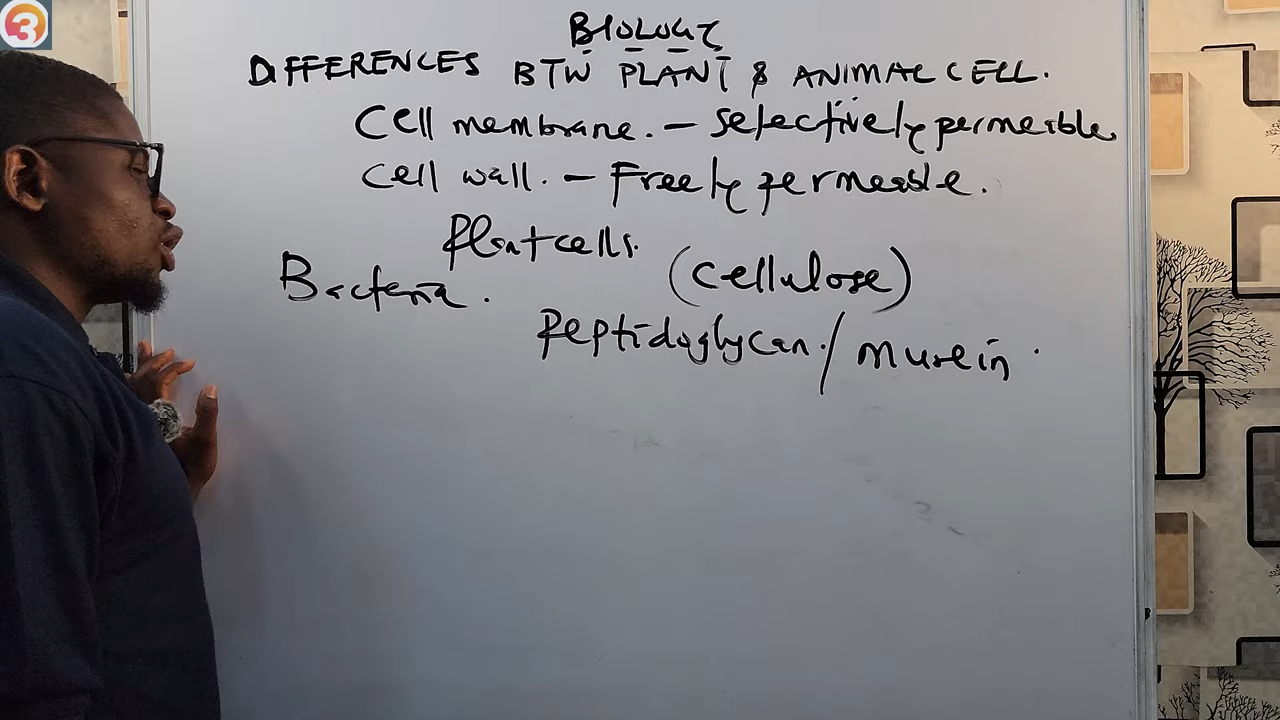 3
BIOLOGY
DIFFERENCES BTW PLANT & ANIMAL CELL.
Cell membrane. - Selectively permeable.
Cell wall. - Freely permeable.
Plant cells.
(Cellulose)
Bacteria.
Peptidoglycan. / murein.